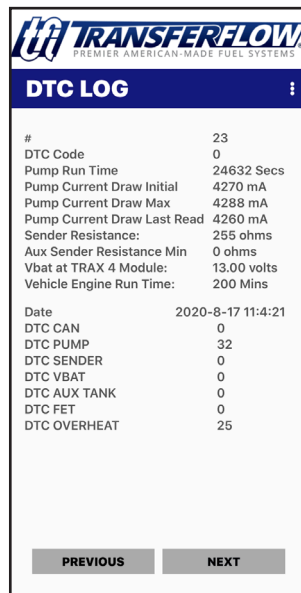 tfi TRANSFER FLOW
PREMIER AMERICAN-MADE FUEL SYSTEMS
DTC LOG
# 23
DTC Code 0
Pump Run Time 24632 Secs
Pump Current Draw Initial 4270 mA
Pump Current Draw Max 4288 mA
Pump Current Draw Last Read 4260 mA
Sender Resistance: 255 ohms
Aux Sender Resistance Min 0 ohms
Vbat at TRAX 4 Module: 13.00 volts
Vehicle Engine Run Time: 200 Mins
Date 2020-8-17 11:4:21
DTC CAN 0
DTC PUMP 32
DTC SENDER 0
DTC VBAT 0
DTC AUX TANK 0
DTC FET 0
DTC OVERHEAT 25
PREVIOUS NEXT